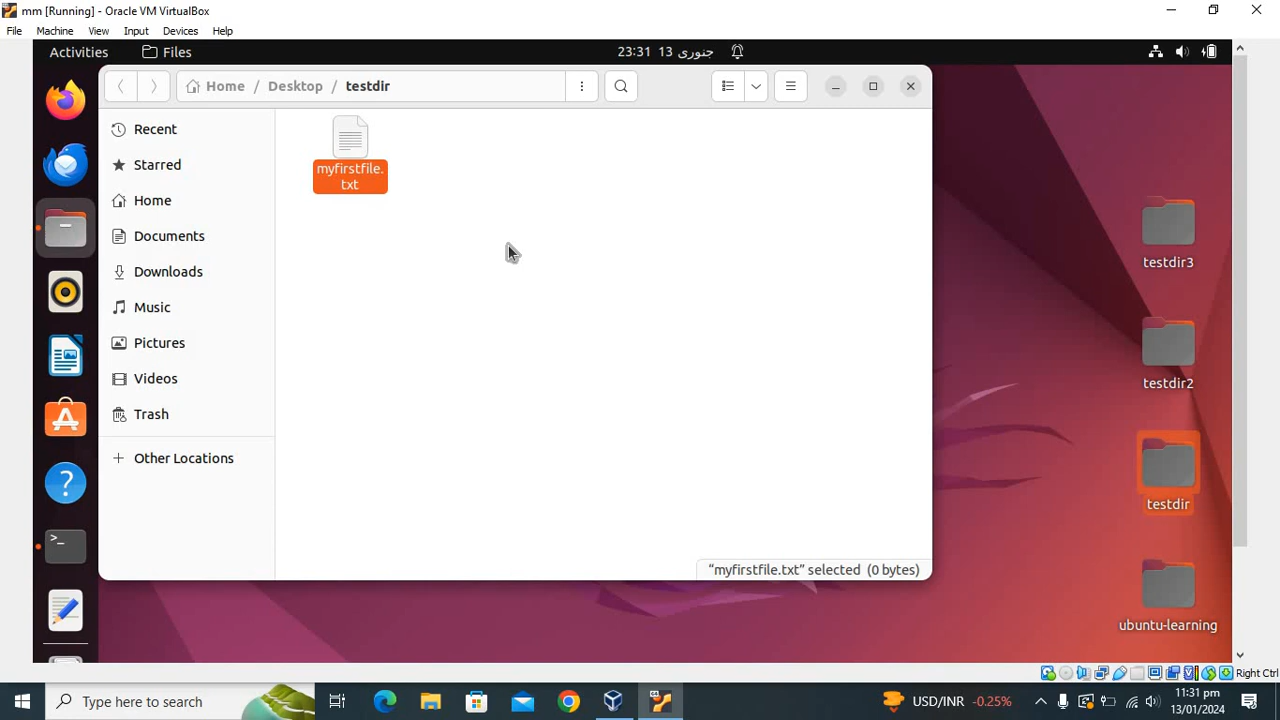 mm [Running] - Oracle VM VirtualBox
File Machine View Input Devices Help
Activities Files 23:31 13 جنوری
Home / Desktop / testdir
Recent
Starred
Home
Documents
Downloads
Music
Pictures
Videos
Trash
+ Other Locations
myfirstfile.
txt
“myfirstfile.txt” selected (0 bytes)
testdir3
testdir2
testdir
ubuntu-learning
Right Ctrl
Type here to search
USD/INR -0.25%
11:31 pm
13/01/2024